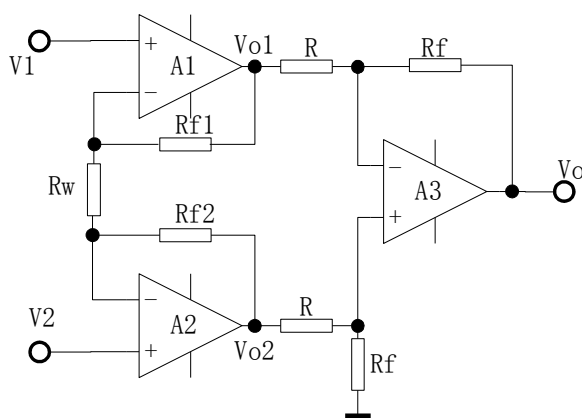 V1
+
−
A1
Vo1
R
Rf
Rf1
Rw
−
+
A3
Vo
Rf2
V2
−
+
A2
Vo2
R
Rf